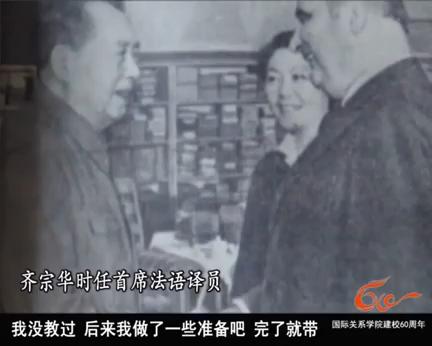 齐宗华时任首席法语译员
60
国际关系学院建校60周年
我没教过 后来我做了一些准备吧 完了就带